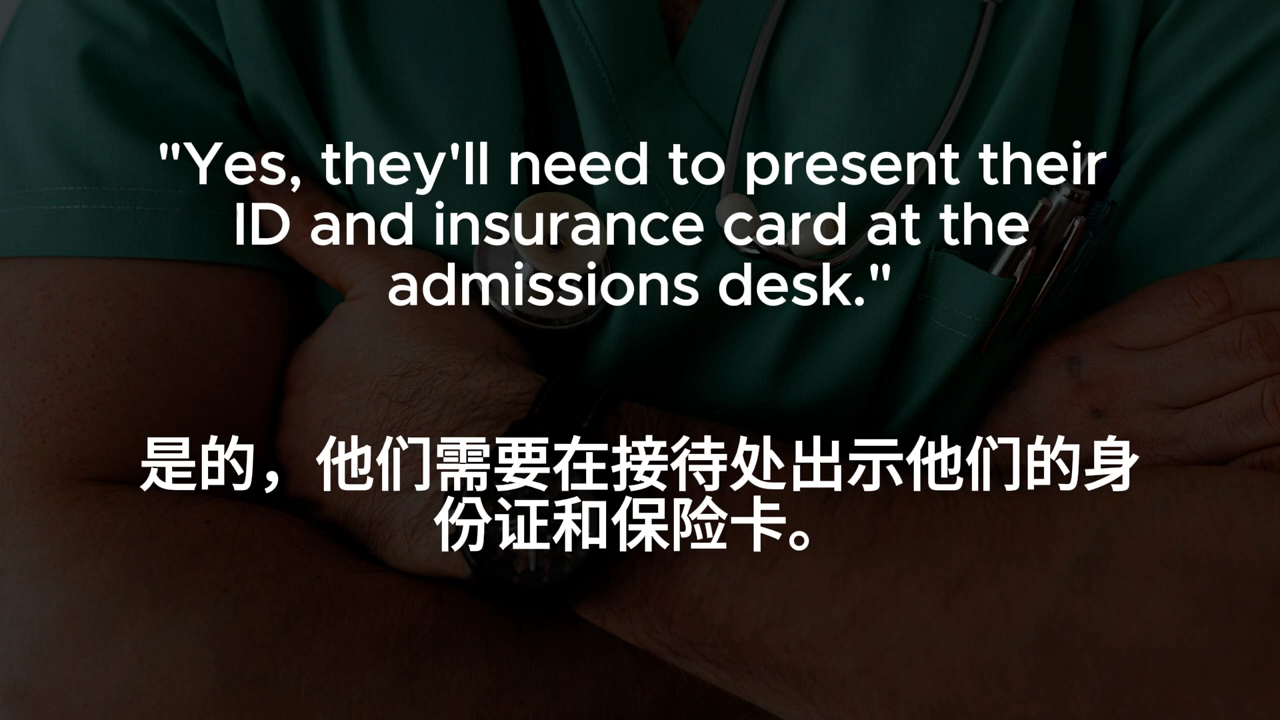 "Yes, they'll need to present their
ID and insurance card at the
admissions desk."
是的，他们需要在接待处出示他们的身
份证和保险卡。